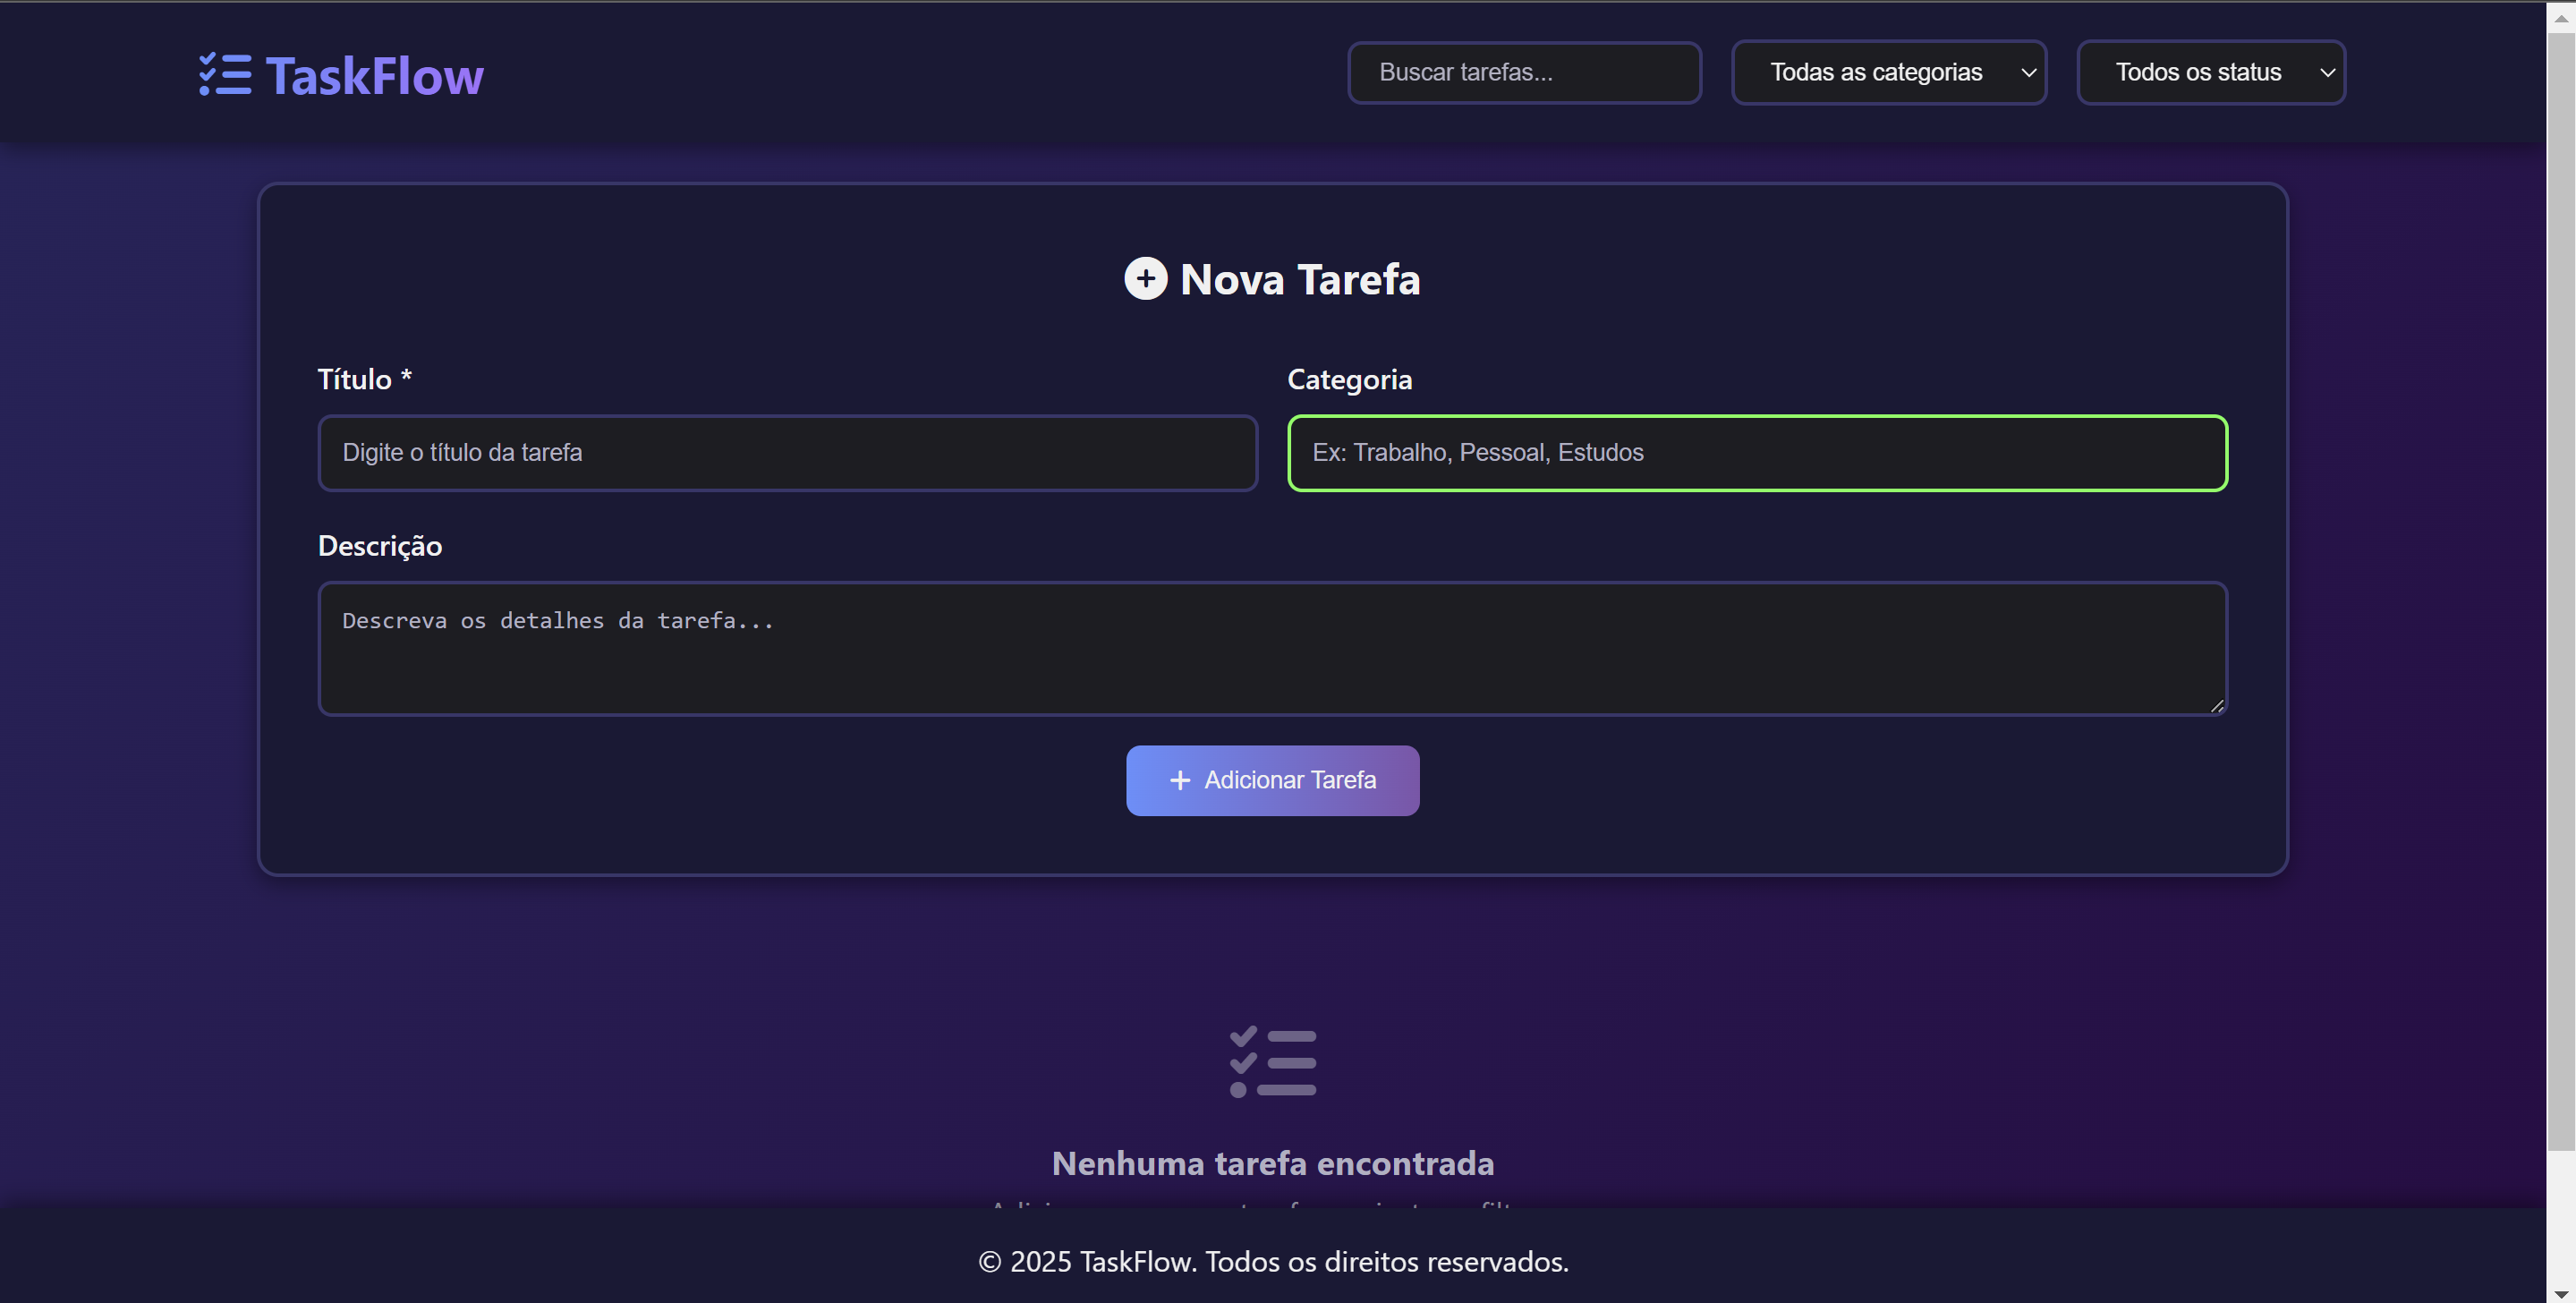 TaskFlow
Buscar tarefas...
Todas as categorias
Todos os status
Nova Tarefa
Título *
Categoria
Digite o título da tarefa
Ex: Trabalho, Pessoal, Estudos
Descrição
Descreva os detalhes da tarefa...
Adicionar Tarefa
Nenhuma tarefa encontrada
© 2025 TaskFlow. Todos os direitos reservados.